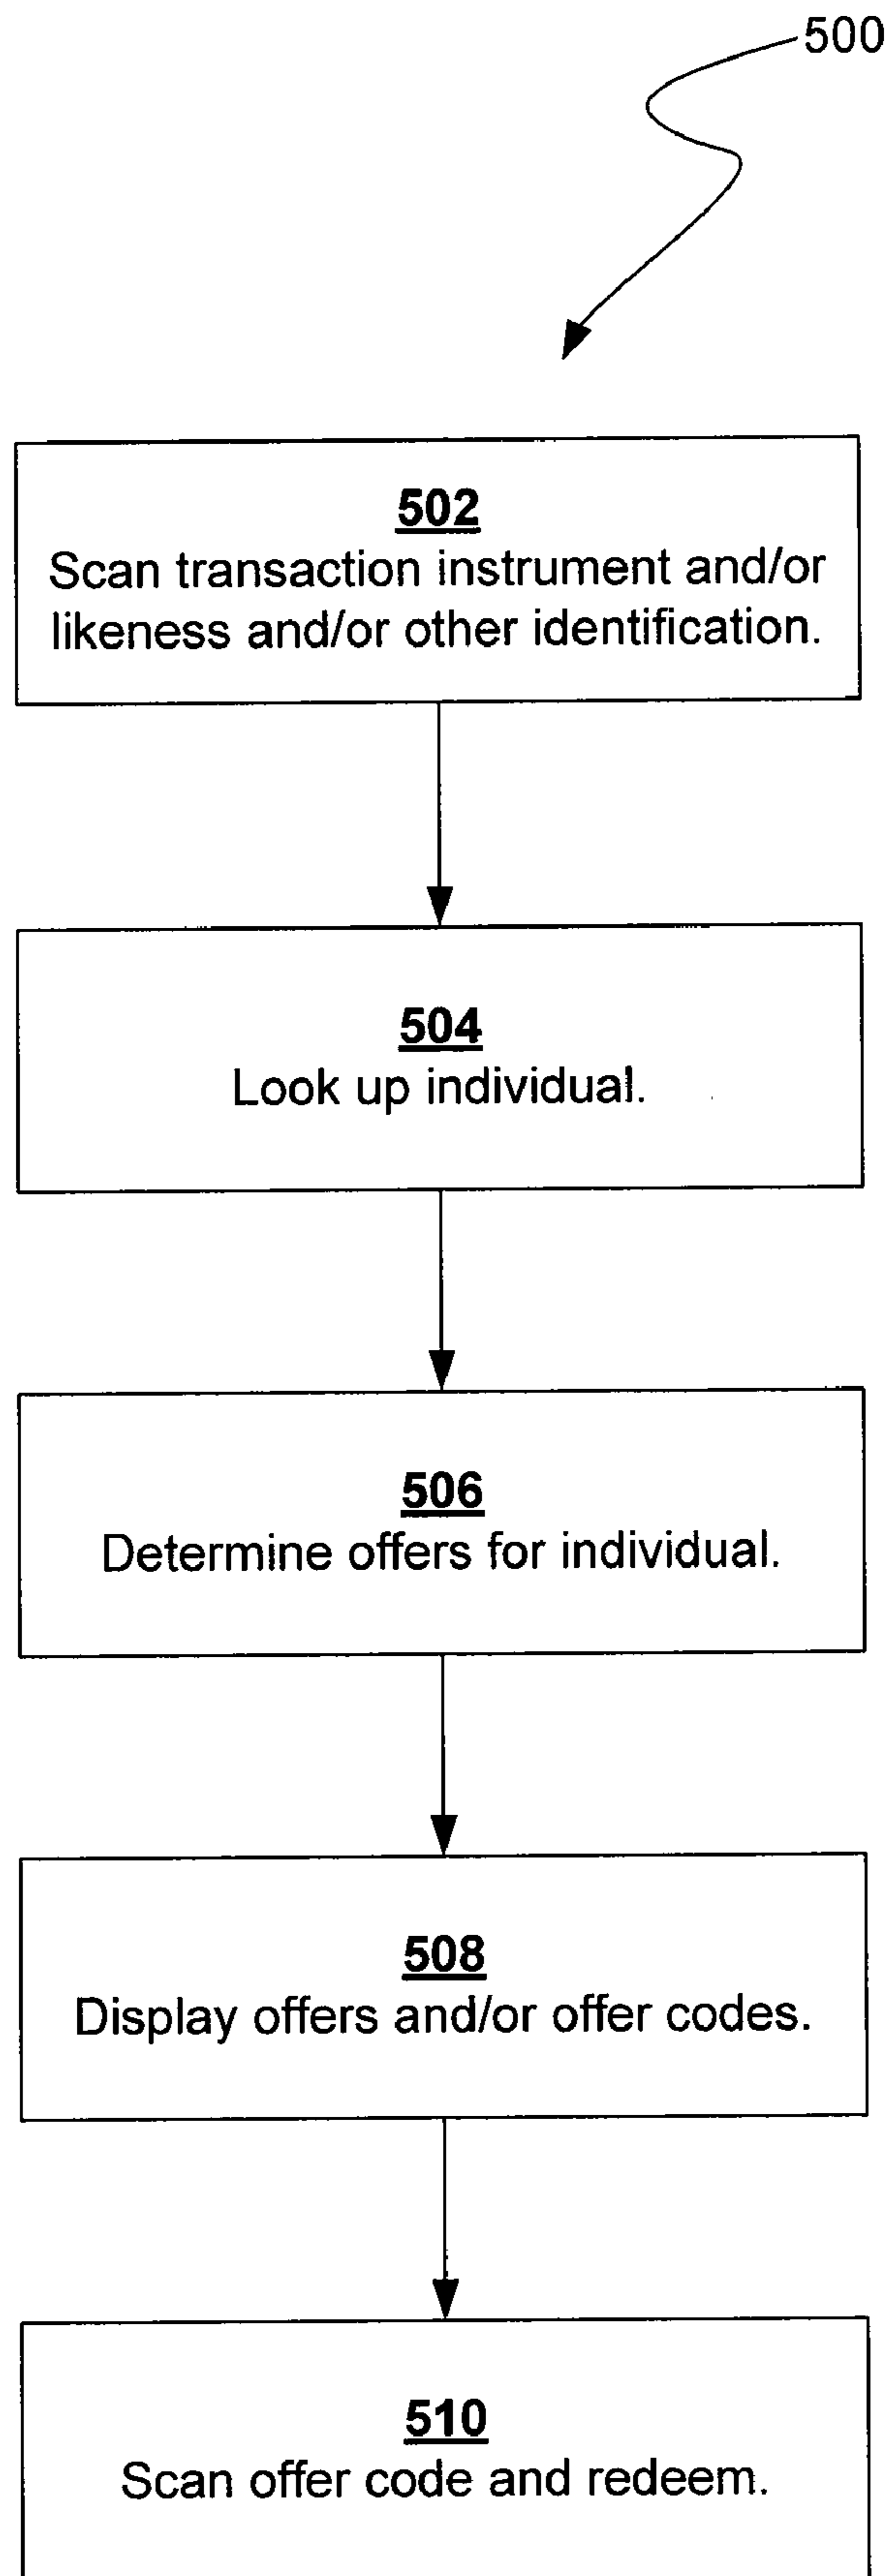 500
502
Scan transaction instrument and/or
likeness and/or other identification.
504
Look up individual.
506
Determine offers for individual.
508
Display offers and/or offer codes.
510
Scan offer code and redeem.